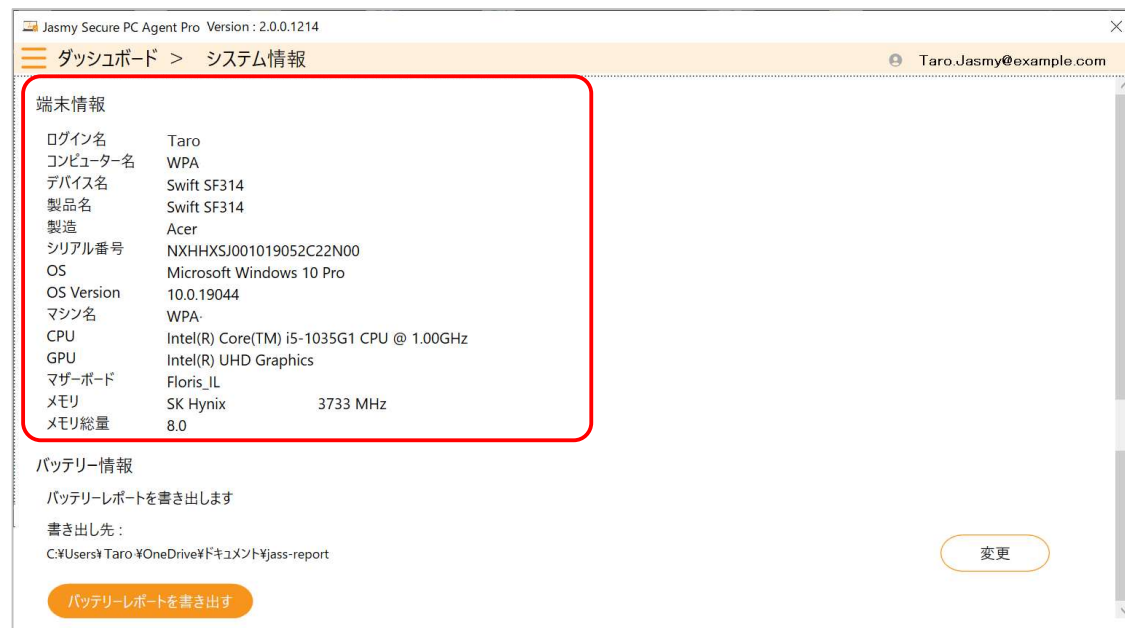 Jasmy Secure PC Agent Pro Version : 2.0.0.1214
ダッシュボード > システム情報 Taro.Jasmy@example.com
端末情報
ログイン名 Taro
コンピューター名 WPA
デバイス名 Swift SF314
製品名 Swift SF314
製造 Acer
シリアル番号 NXHHXSJ001019052C22N00
OS Microsoft Windows 10 Pro
OS Version 10.0.19044
マシン名 WPA-
CPU Intel(R) Core(TM) i5-1035G1 CPU @ 1.00GHz
GPU Intel(R) UHD Graphics
マザーボード Floris_IL
メモリ SK Hynix 3733 MHz
メモリ総量 8.0
バッテリー情報
バッテリーレポートを書き出します
書き出し先 :
C:¥Users¥Taro¥OneDrive¥ドキュメント¥jass-report
変更
バッテリーレポートを書き出す